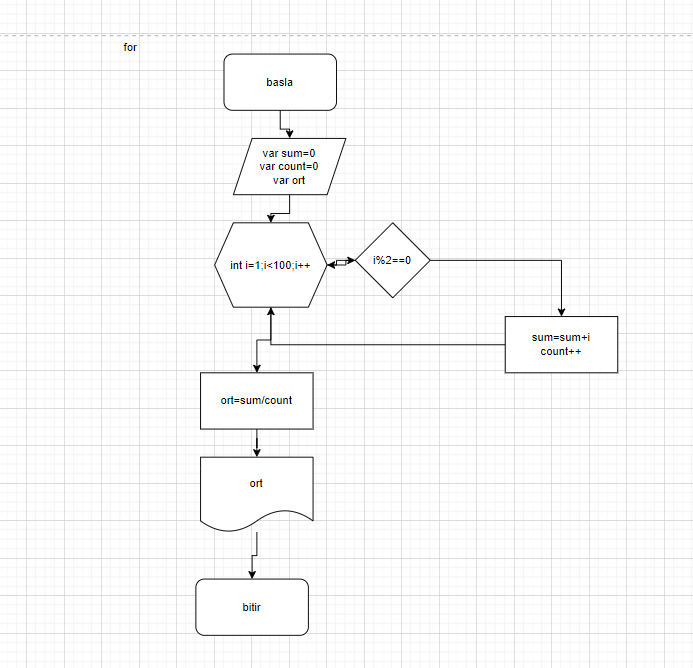 for
basla
var sum=0
var count=0
var ort
int i=1;i<100;i++
i%2==0
sum=sum+i
count++
ort=sum/count
ort
bitir